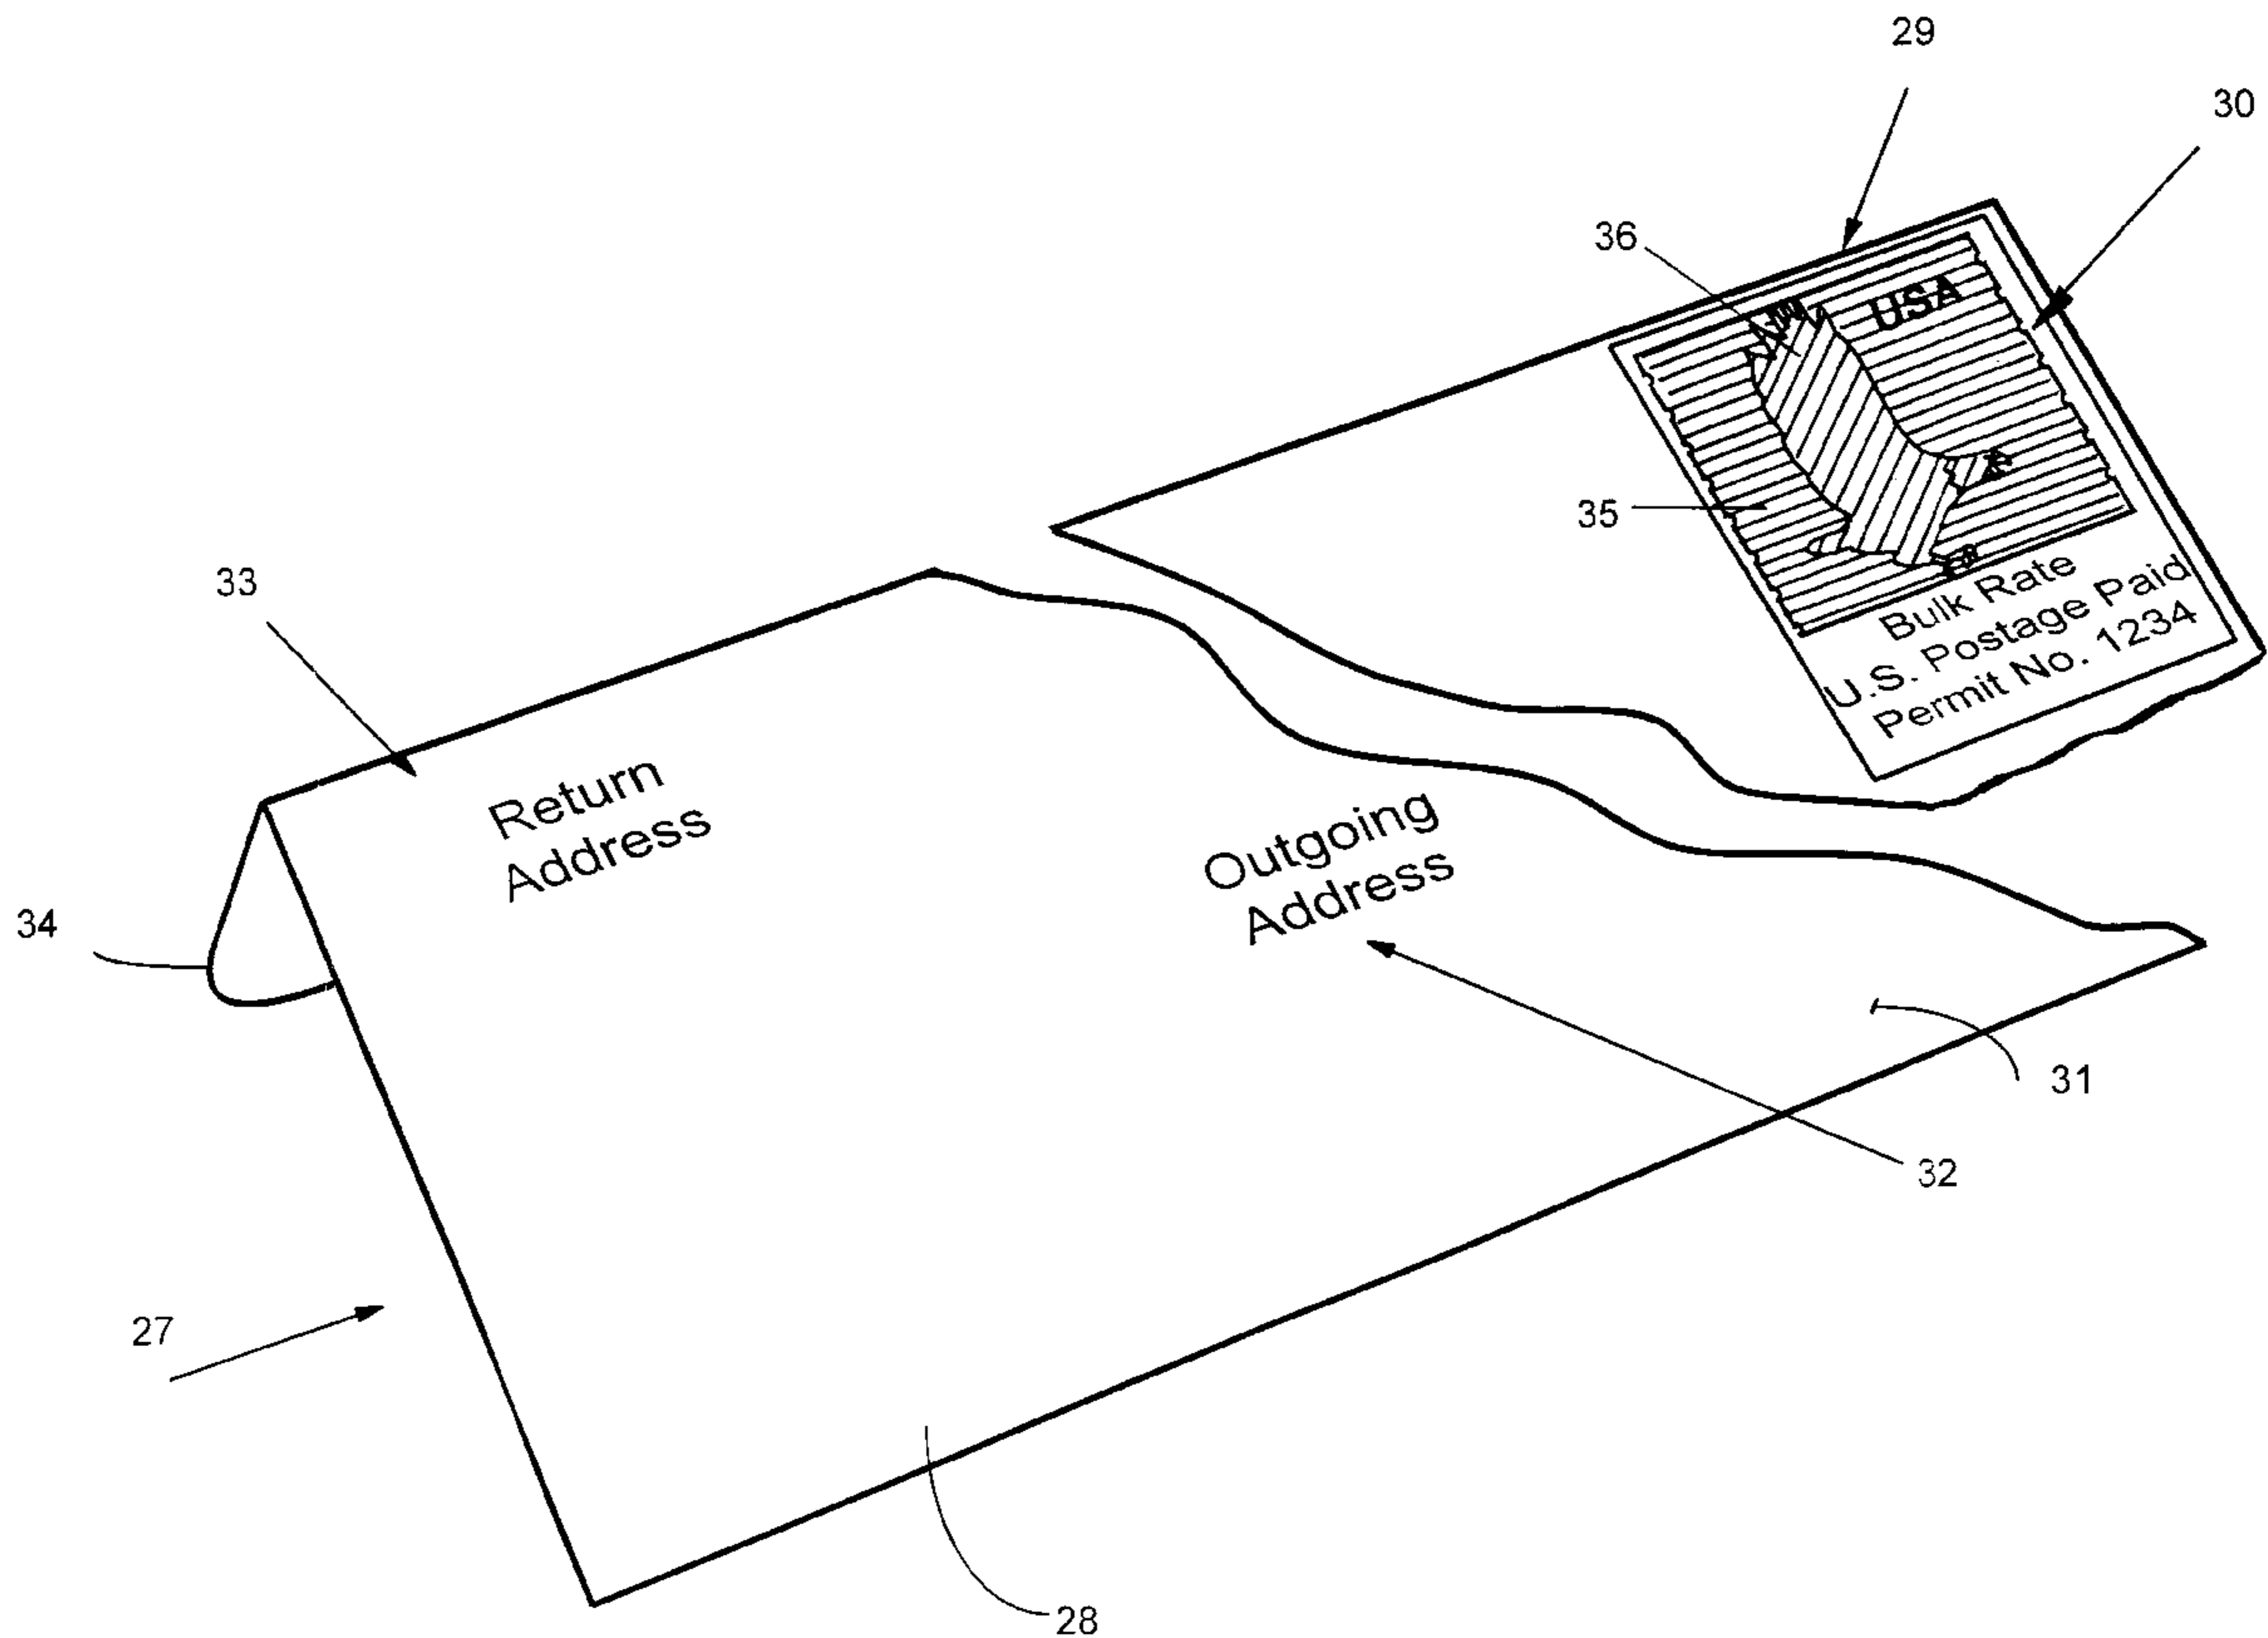 29
30
36
USA
35
Bulk Rate
U.S. Postage Paid
Permit No. 1234
33
Return
Address
Outgoing
Address
34
31
32
27
28